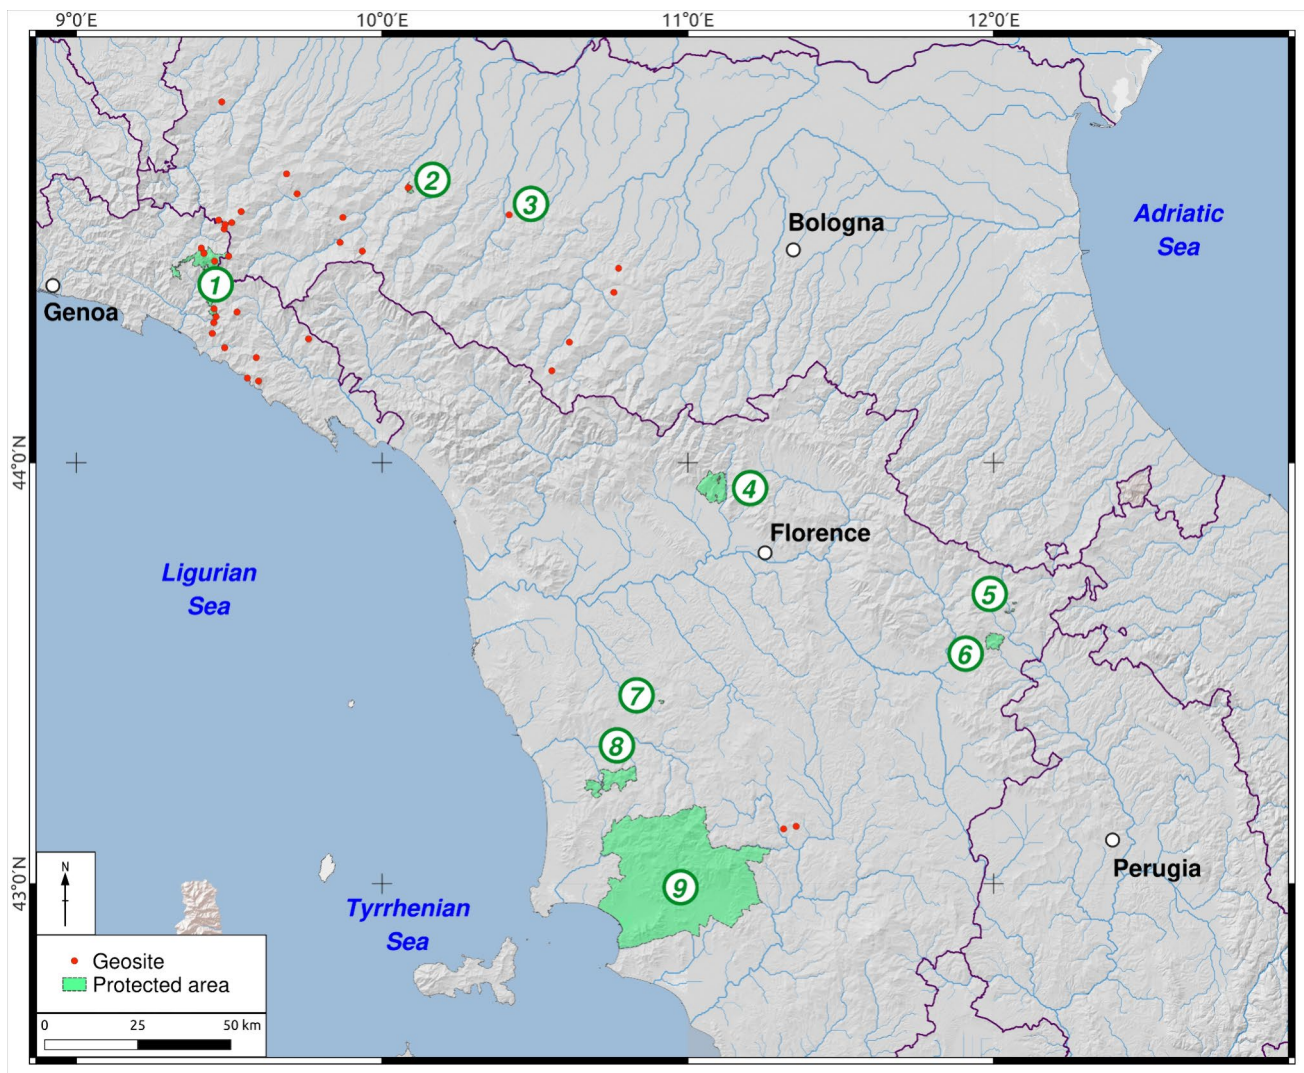 9°0′E 10°0′E 11°0′E 12°0′E
2
3
Bologna
Adriatic
Sea
1
Genoa
44°0′N
4
Florence
Ligurian
Sea
5
6
7
8
43°0′N
9
Perugia
Tyrrhenian
Sea
N
Geosite
Protected area
0 25 50 km